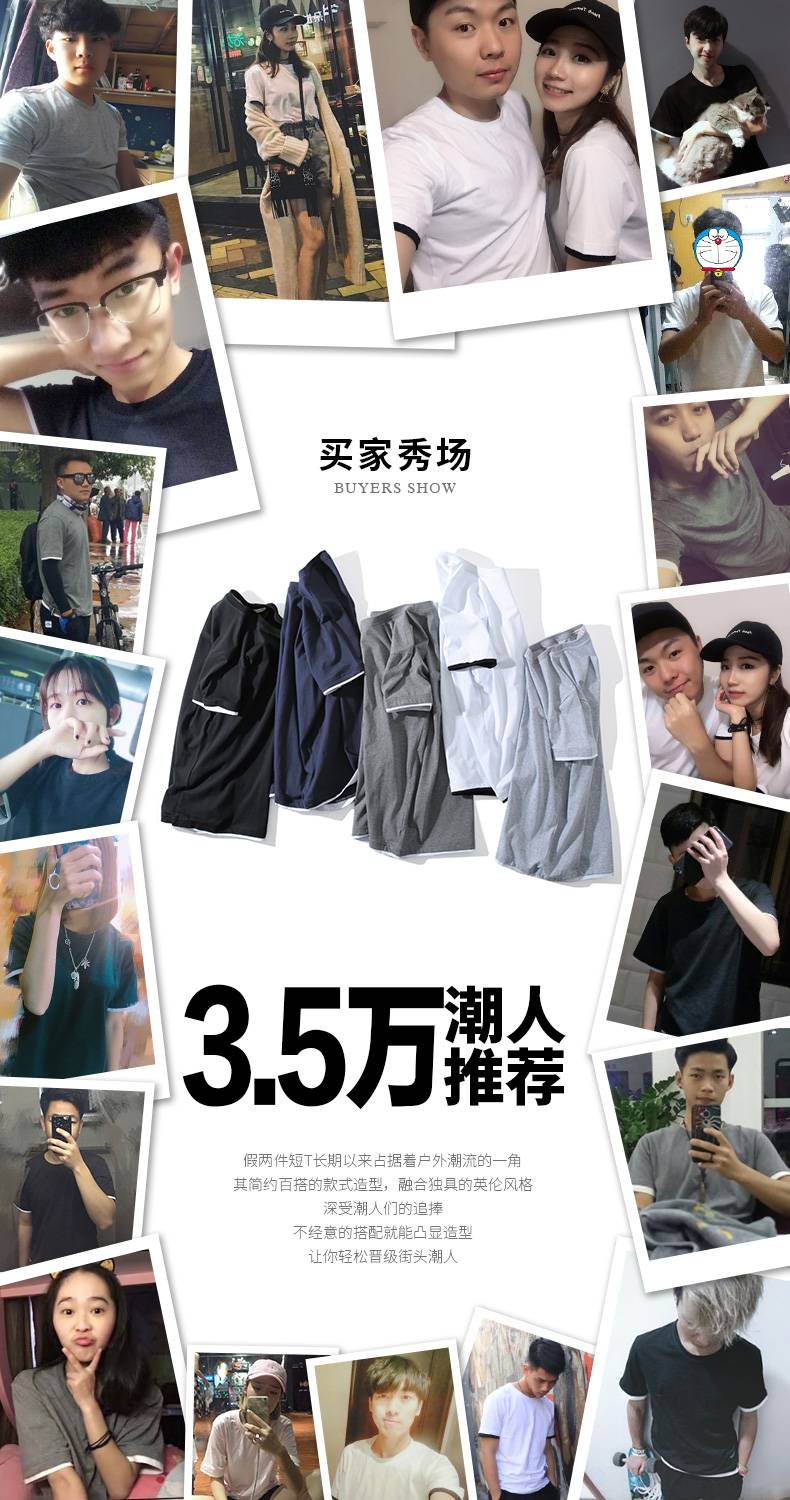 买家秀场
BUYERS SHOW
3.5万潮人
推荐
假两件短T长期以来占据着户外潮流的一角
其简约百搭的款式造型，融合独具的英伦风格
深受潮人们的追捧
不经意的搭配就能凸显造型
让你轻松晋级街头潮人